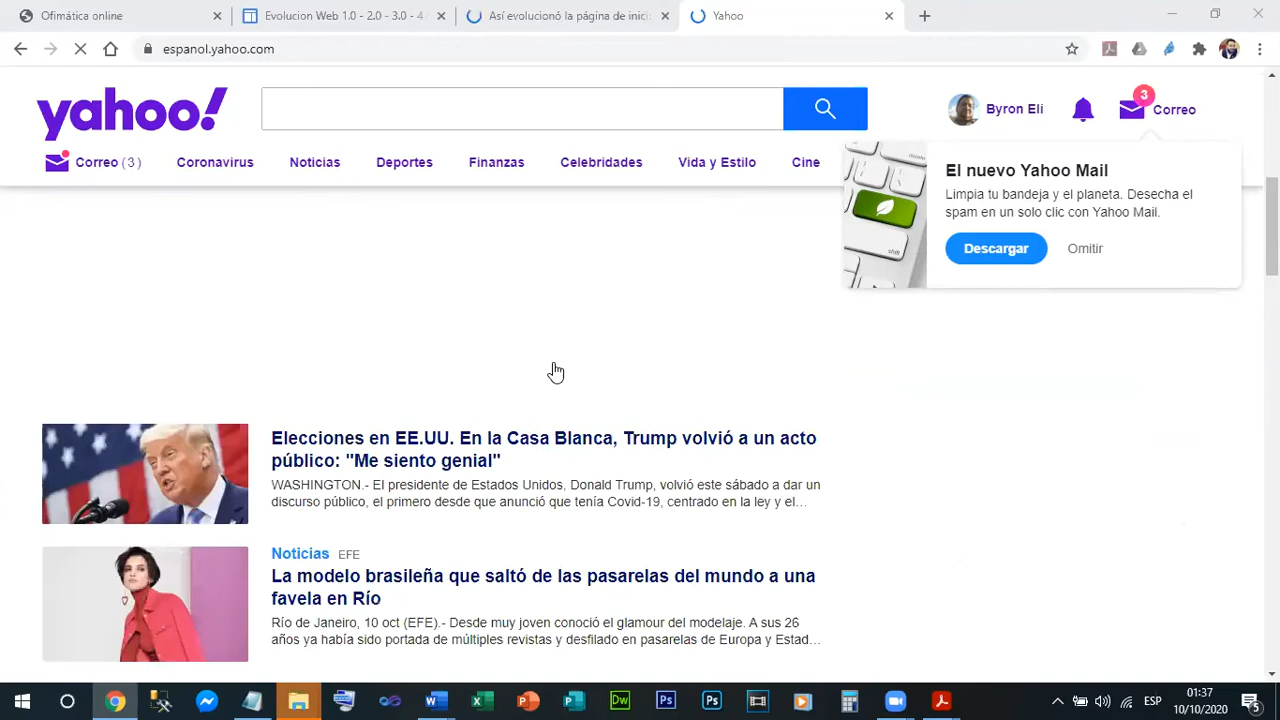 Ofimática online
Evolucion Web 1.0 - 2.0 - 3.0 - 4
Así evolucionó la página de inici
Yahoo
espanol.yahoo.com
yahoo!
Byron Elí
3
Correo
Correo (3)
Coronavirus
Noticias
Deportes
Finanzas
Celebridades
Vida y Estilo
Cine
El nuevo Yahoo Mail
Limpia tu bandeja y el planeta. Desecha el
spam en un solo clic con Yahoo Mail.
Descargar
Omitir
shift
Elecciones en EE.UU. En la Casa Blanca, Trump volvió a un acto
público: "Me siento genial"
WASHINGTON.- El presidente de Estados Unidos, Donald Trump, volvió este sábado a dar un
discurso público, el primero desde que anunció que tenía Covid-19, centrado en la ley y el...
Noticias EFE
La modelo brasileña que saltó de las pasarelas del mundo a una
favela en Río
Río de Janeiro, 10 oct (EFE).- Desde muy joven conoció el glamour del modelaje. A sus 26
años ya había sido portada de múltiples revistas y desfilado en pasarelas de Europa y Estad...
Dw
Ps
Ps
ESP
01:37
10/10/2020
5